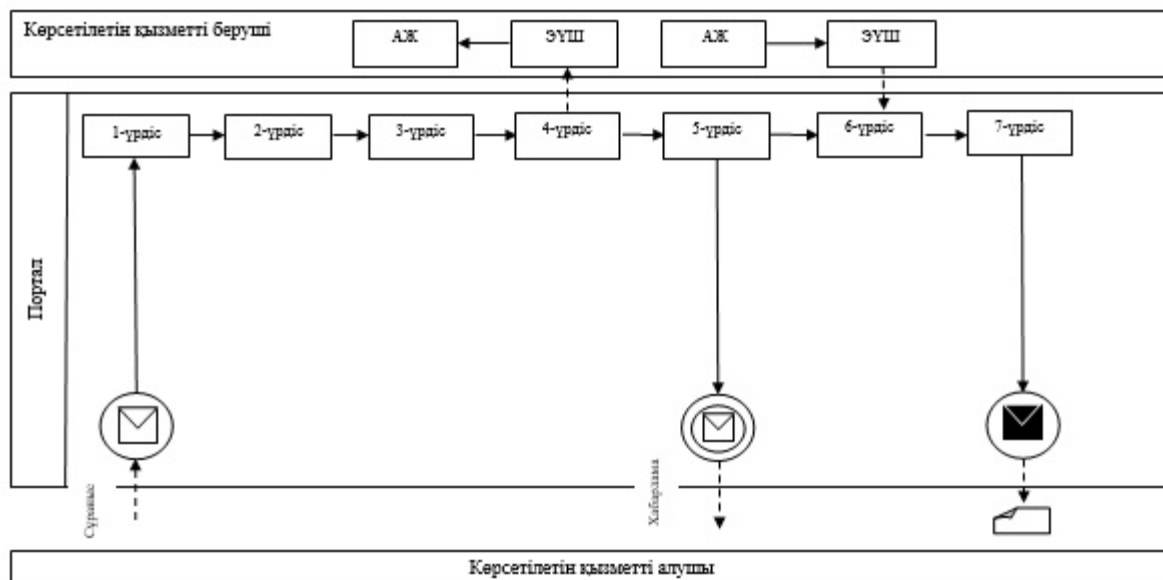 Көрсетілетін қызметті беруші
АЖ
ЭҮШ
АЖ
ЭҮШ
1-үрдіс
2-үрдіс
3-үрдіс
4-үрдіс
5-үрдіс
6-үрдіс
7-үрдіс
Портал
Сұраныс
Хабарлама
Көрсетілетін қызметті алушы